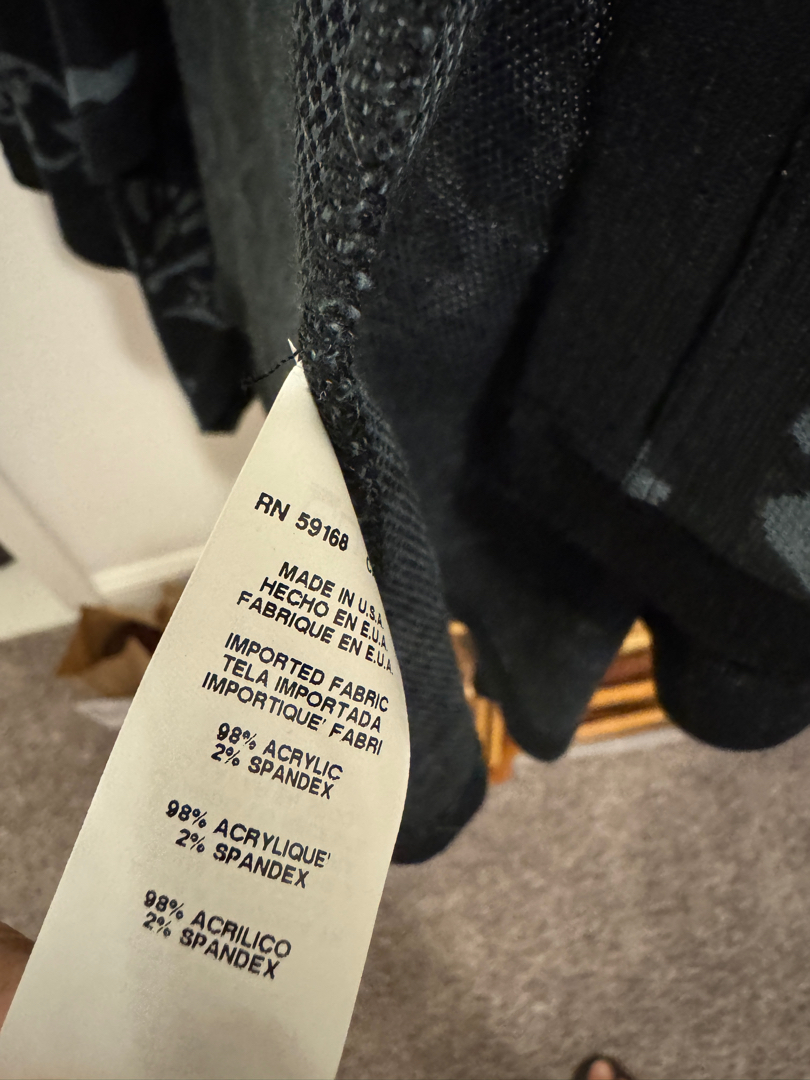 RN 59168
MADE IN U.S.A.
HECHO EN E.U.A.
FABRIQUE EN E.U.A.
IMPORTED FABRIC
TELA IMPORTADA
IMPORTIQUE' FABRI
98% ACRYLIC
2% SPANDEX
98% ACRYLIQUE'
2% SPANDEX
98% ACRILICO
2% SPANDEX